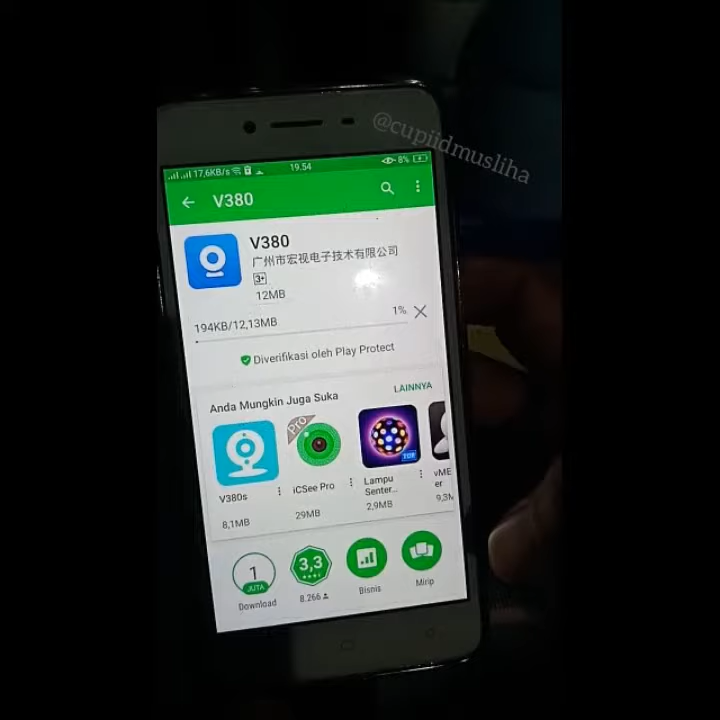 @cupiidmusliha
17,6KB/s
19.54
8%
V380
V380
广州市宏视电子技术有限公司
3+
12MB
194KB/12,13MB
1%
Diverifikasi oleh Play Protect
Anda Mungkin Juga Suka
LAINNYA
Pro
TOP
V380s
8,1MB
iCSee Pro
29MB
Lampu
Senter...
2,9MB
vME
er
9,3M
1
JUTA
Download
3,3
8.266
Bisnis
Mirip